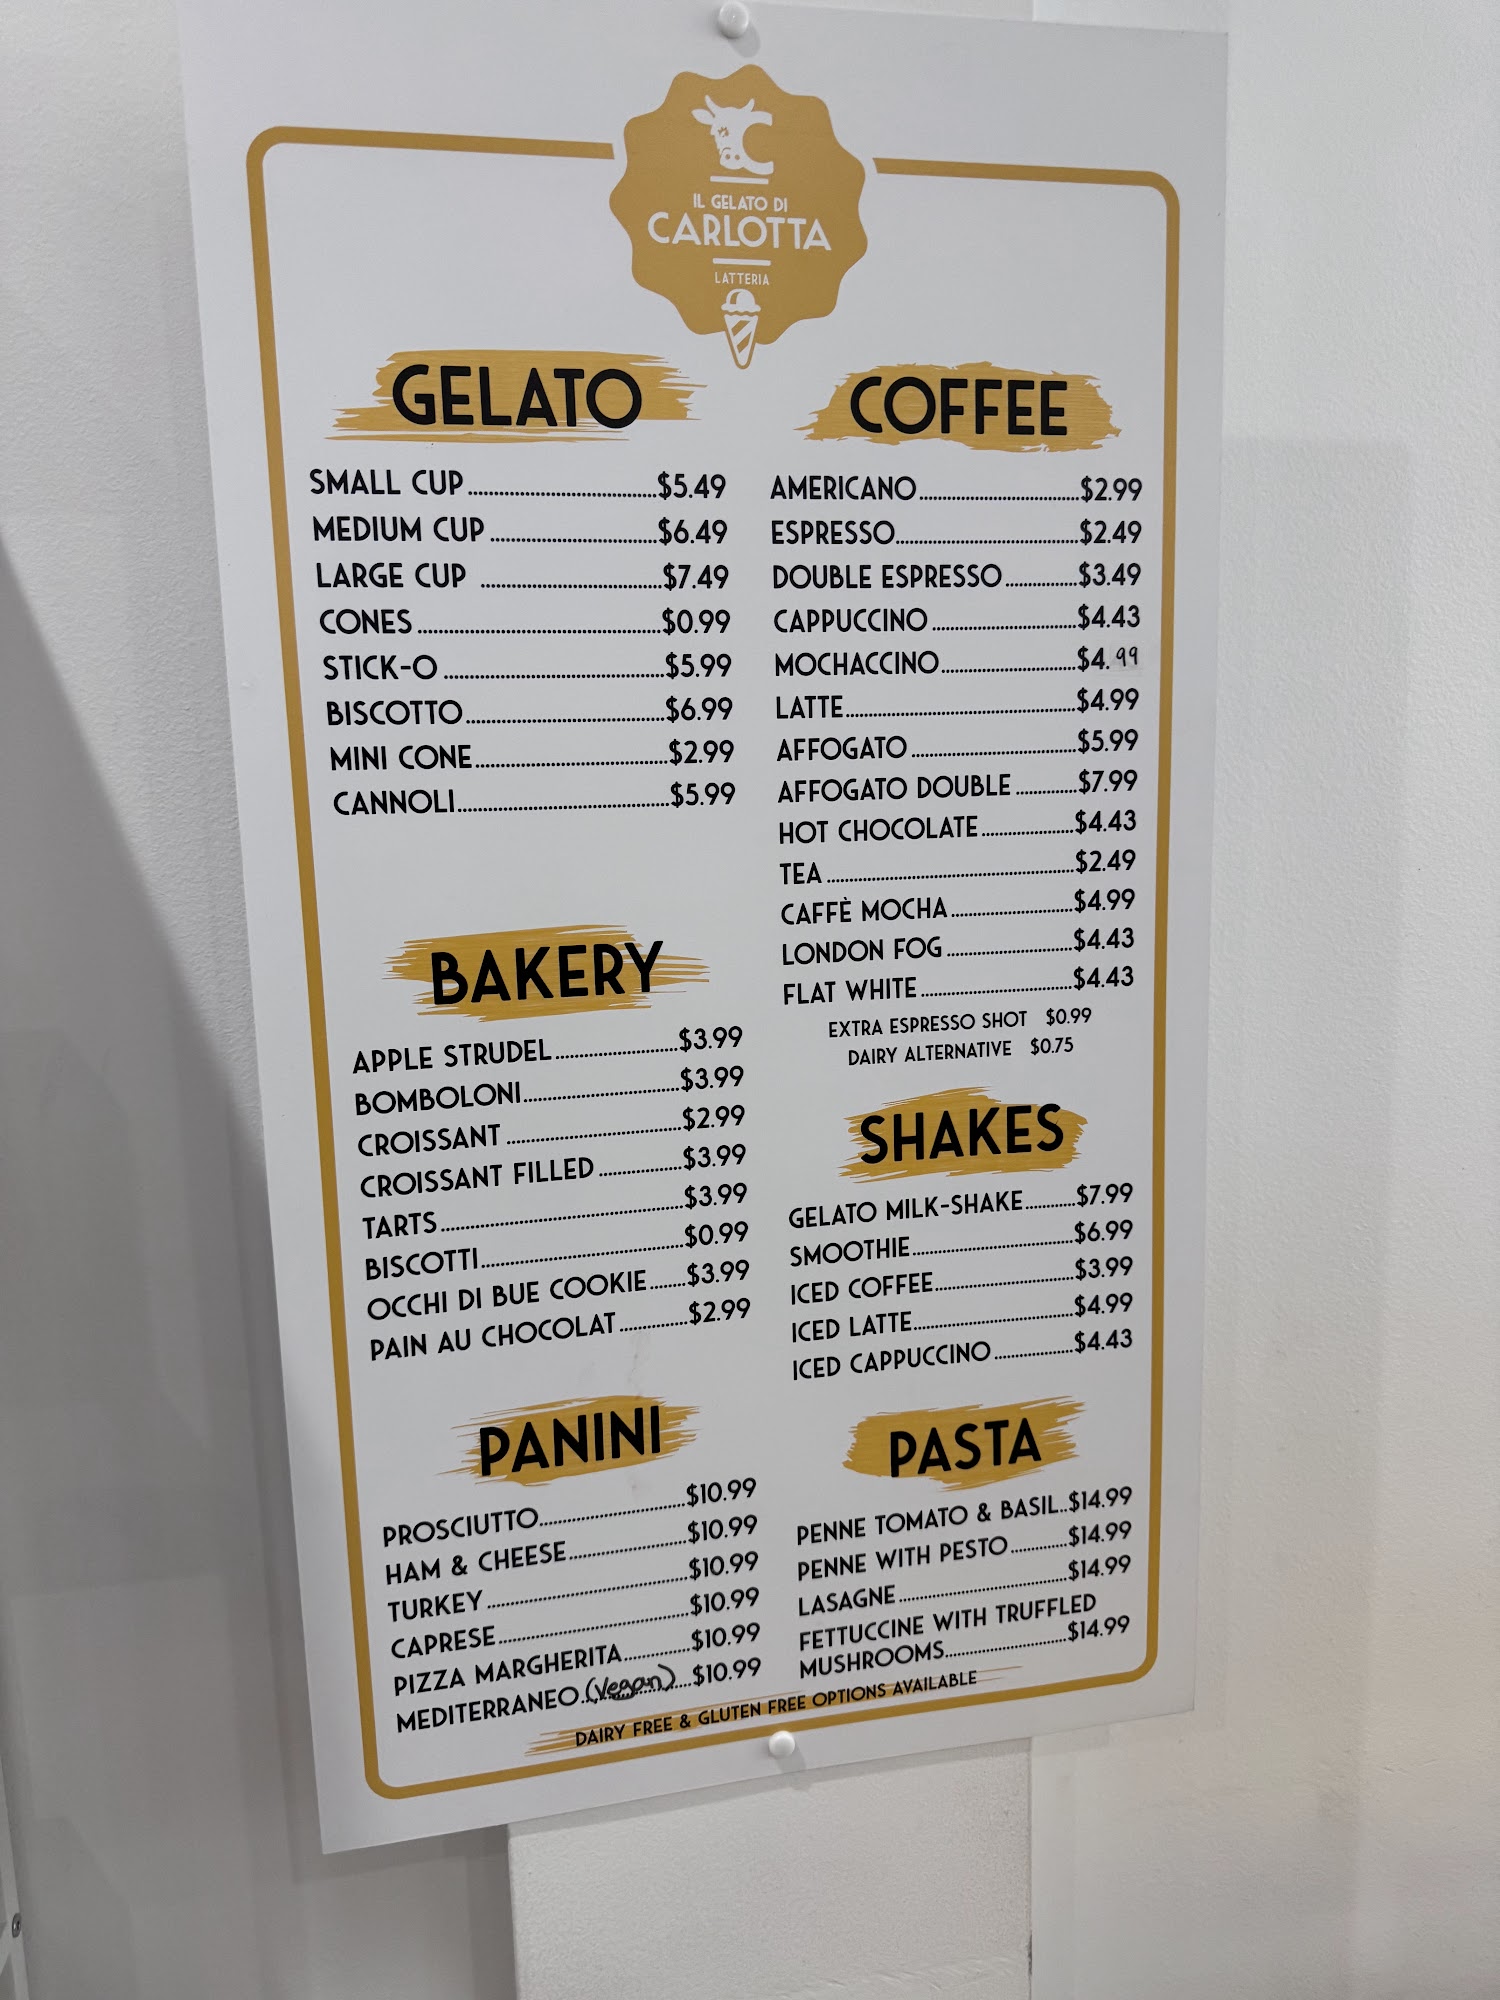 IL GELATO DI
CARLOTTA
LATTERIA
GELATO
SMALL CUP $5.49
MEDIUM CUP $6.49
LARGE CUP $7.49
CONES $0.99
STICK-O $5.99
BISCOTTO $6.99
MINI CONE $2.99
CANNOLI $5.99
BAKERY
APPLE STRUDEL $3.99
BOMBOLONI $3.99
CROISSANT $2.99
CROISSANT FILLED $3.99
TARTS $3.99
BISCOTTI $0.99
OCCHI DI BUE COOKIE $3.99
PAIN AU CHOCOLAT $2.99
PANINI
PROSCIUTTO $10.99
HAM & CHEESE $10.99
TURKEY $10.99
CAPRESE $10.99
PIZZA MARGHERITA $10.99
MEDITERRANEO (Vegan) $10.99
COFFEE
AMERICANO $2.99
ESPRESSO $2.49
DOUBLE ESPRESSO $3.49
CAPPUCCINO $4.43
MOCHACCINO $4.99
LATTE $4.99
AFFOGATO $5.99
AFFOGATO DOUBLE $7.99
HOT CHOCOLATE $4.43
TEA $2.49
CAFFÈ MOCHA $4.99
LONDON FOG $4.43
FLAT WHITE $4.43
EXTRA ESPRESSO SHOT $0.99
DAIRY ALTERNATIVE $0.75
SHAKES
GELATO MILK-SHAKE $7.99
SMOOTHIE $6.99
ICED COFFEE $3.99
ICED LATTE $4.99
ICED CAPPUCCINO $4.43
PASTA
PENNE TOMATO & BASIL $14.99
PENNE WITH PESTO $14.99
LASAGNE $14.99
FETTUCCINE WITH TRUFFLED
MUSHROOMS $14.99
DAIRY FREE & GLUTEN FREE OPTIONS AVAILABLE